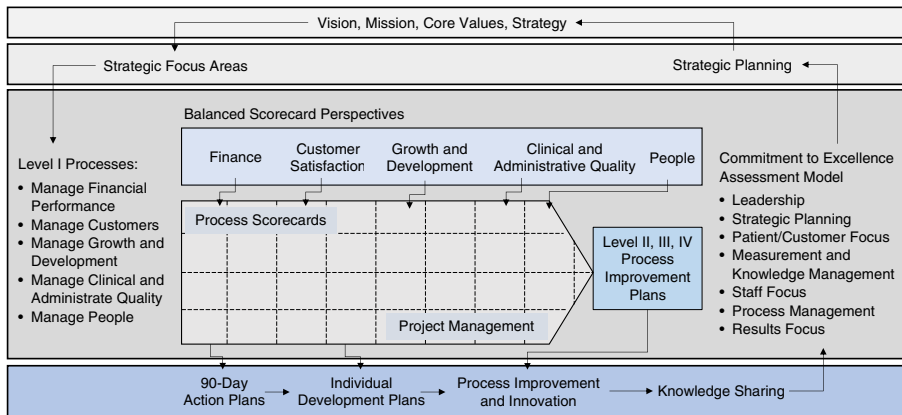 Vision, Mission, Core Values, Strategy
Strategic Focus Areas
Strategic Planning
Balanced Scorecard Perspectives
Finance
Customer
Satisfaction
Growth and
Development
Clinical and
Administrative Quality
People
Level I Processes:
• Manage Financial
Performance
• Manage Customers
• Manage Growth and
Development
• Manage Clinical and
Administrate Quality
• Manage People
Process Scorecards
Project Management
Level II, III, IV
Process
Improvement
Plans
Commitment to Excellence
Assessment Model
• Leadership
• Strategic Planning
• Patient/Customer Focus
• Measurement and
Knowledge Management
• Staff Focus
• Process Management
• Results Focus
90-Day
Action Plans
Individual
Development Plans
Process Improvement
and Innovation
Knowledge Sharing